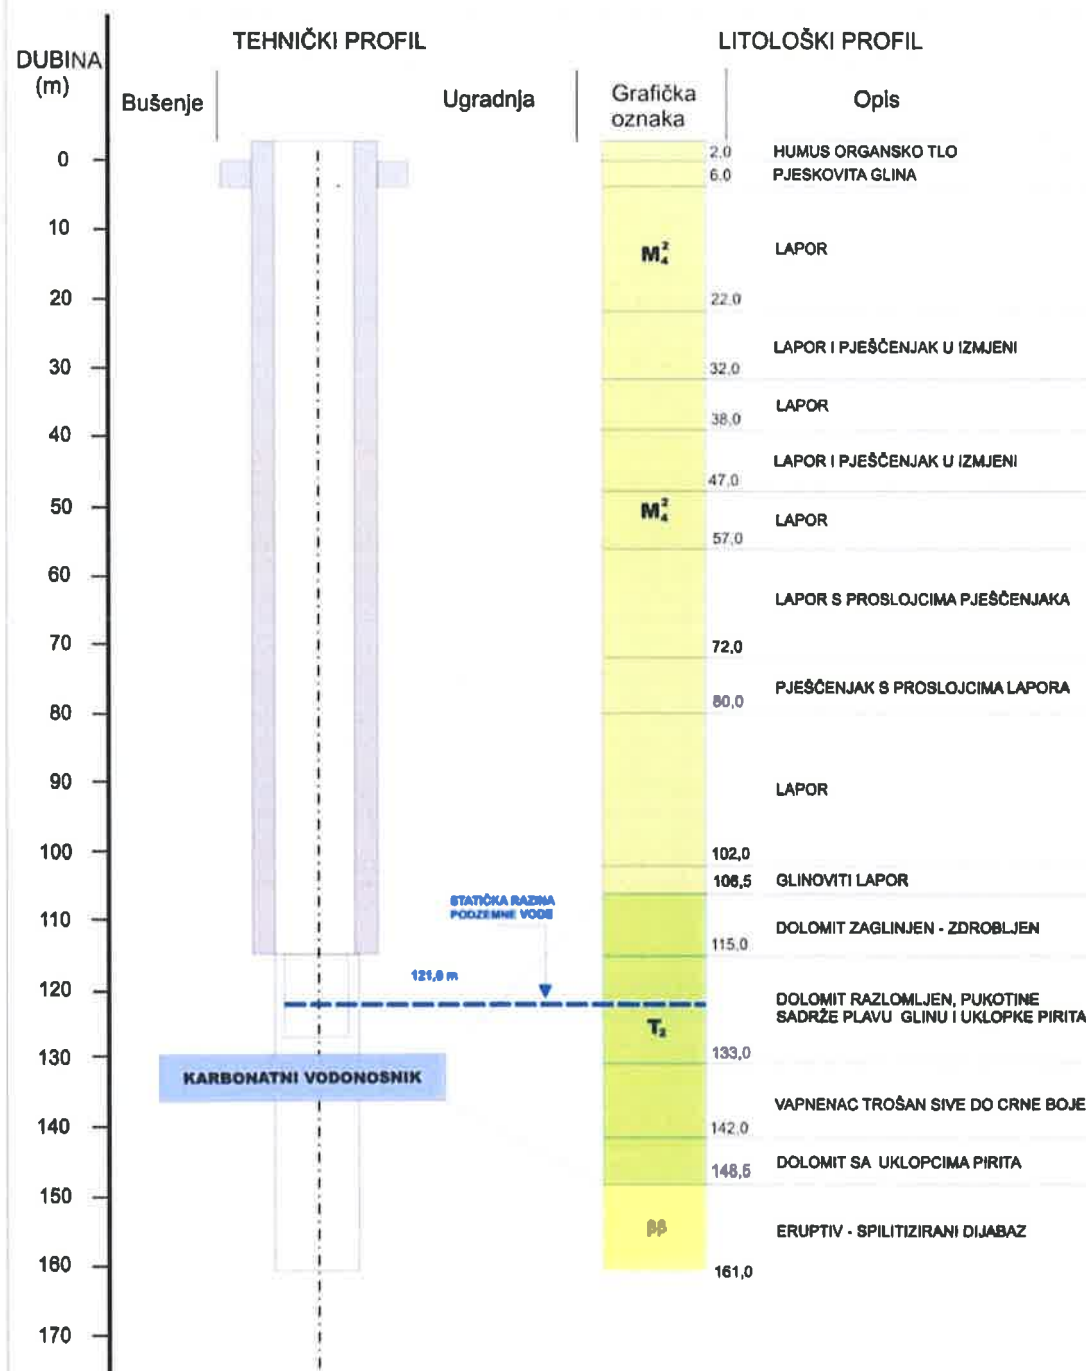 TEHNIČKI PROFIL
LITOLOŠKI PROFIL
DUBINA
(m)
Bušenje
Ugradnja
Grafička
oznaka
Opis
0
2.0
HUMUS ORGANSKO TLO
6.0
PJESKOVITA GLINA
10
M₄²
LAPOR
20
22.0
LAPOR I PJEŠČENJAK U IZMJENI
30
32,0
38,0
LAPOR
40
LAPOR I PJEŠČENJAK U IZMJENI
47,0
50
M₄²
LAPOR
57,0
60
LAPOR S PROSLOJCIMA PJEŠČENJAKA
70
72,0
PJEŠČENJAK S PROSLOJCIMA LAPORA
80,0
80
90
LAPOR
100
102,0
106,5
GLINOVITI LAPOR
STATIČKA RAZINA
PODZEMNE VODE
110
DOLOMIT ZAGLINJEN - ZDROBLJEN
115,0
121,0 m
120
DOLOMIT RAZLOMLJEN, PUKOTINE
SADRŽE PLAVU GLINU I UKLOPKE PIRITA
T₂
130
133,0
KARBONATNI VODONOSNIK
VAPNENAC TROŠAN SIVE DO CRNE BOJE
140
142,0
148,5
DOLOMIT SA UKLOPCIMA PIRITA
150
ββ
ERUPTIV - SPILITIZIRANI DIJABAZ
160
161,0
170